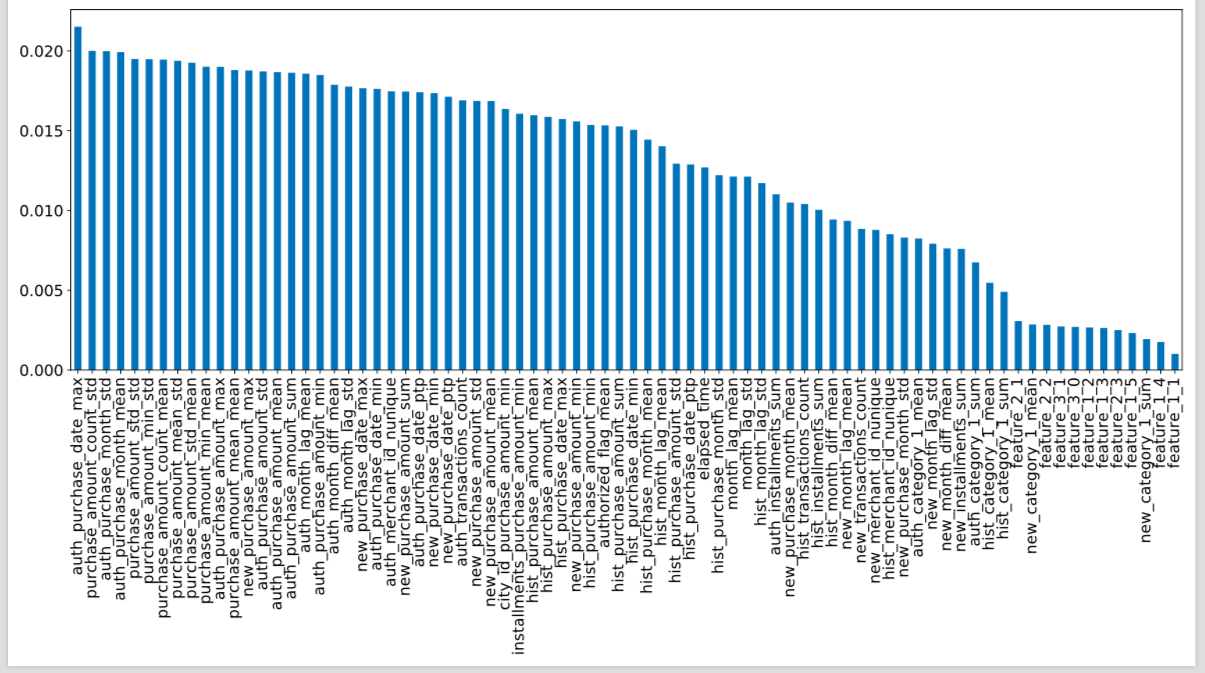 0.020
0.015
0.010
0.005
0.000
auth_purchase_date_max
purchase_amount_count_std
auth_purchase_month_std
auth_purchase_month_mean
purchase_amount_std_std
purchase_amount_min_std
purchase_amount_count_mean
purchase_amount_mean_std
purchase_amount_std_mean
purchase_amount_min_mean
auth_purchase_amount_max
purchase_amount_mean_mean
new_purchase_amount_max
auth_purchase_amount_std
auth_purchase_amount_mean
auth_purchase_amount_sum
auth_month_lag_mean
auth_purchase_amount_min
auth_month_diff_mean
auth_month_lag_std
new_purchase_date_max
auth_purchase_date_min
auth_merchant_id_nunique
new_purchase_amount_sum
auth_purchase_date_ptp
new_purchase_date_min
new_purchase_date_ptp
auth_transactions_count
new_purchase_amount_std
new_purchase_amount_mean
city_id_purchase_amount_min
installments_purchase_amount_min
hist_purchase_amount_mean
hist_purchase_amount_max
hist_purchase_date_max
new_purchase_amount_min
hist_purchase_amount_min
authorized_flag_mean
hist_purchase_amount_sum
hist_purchase_date_min
hist_purchase_month_mean
hist_month_lag_mean
hist_purchase_amount_std
hist_purchase_date_ptp
elapsed_time
hist_purchase_month_std
month_lag_mean
month_lag_std
hist_month_lag_std
auth_installments_sum
new_purchase_month_mean
hist_transactions_count
hist_installments_sum
hist_month_diff_mean
new_month_lag_mean
new_transactions_count
new_merchant_id_nunique
hist_merchant_id_nunique
new_purchase_month_std
auth_category_1_mean
new_month_lag_std
new_month_diff_mean
new_installments_sum
auth_category_1_sum
hist_category_1_mean
hist_category_1_sum
feature_2_1
new_category_1_mean
feature_2_2
feature_3_1
feature_3_0
feature_1_2
feature_1_3
feature_2_3
feature_1_5
new_category_1_sum
feature_1_4
feature_1_1